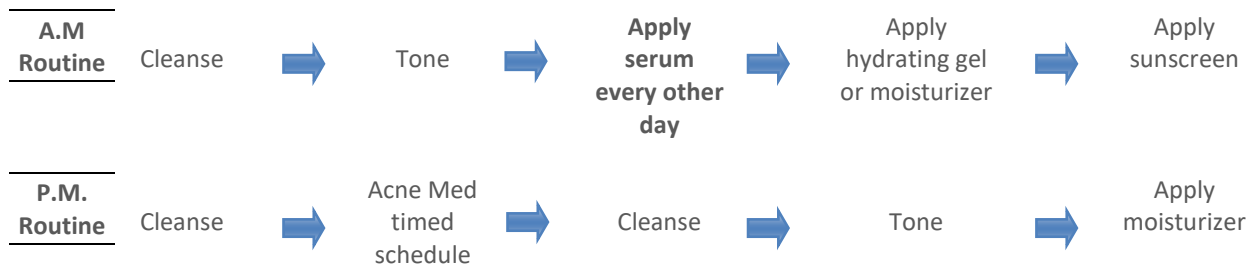 A.M
Routine
Cleanse
Tone
Apply
serum
every other
day
Apply
hydrating gel
or moisturizer
Apply
sunscreen
P.M.
Routine
Cleanse
Acne Med
timed
schedule
Cleanse
Tone
Apply
moisturizer